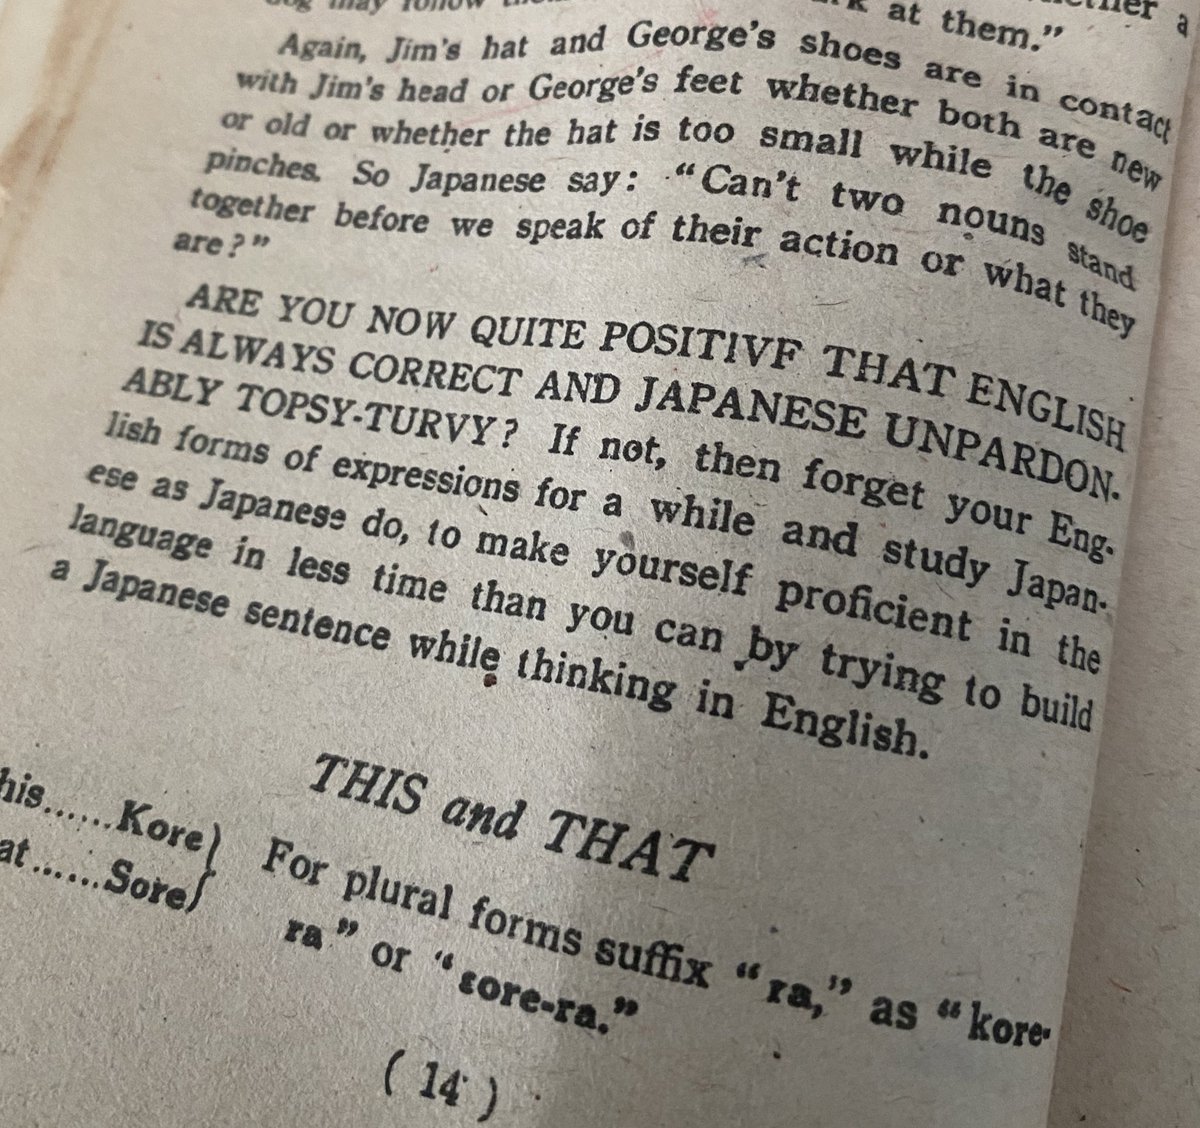 may follow
at them."
Again, Jim's hat and George's shoes are in contact
with Jim's head or George's feet whether both are new
or old or whether the hat is too small while the shoe
pinches. So Japanese say: "Can't two nouns stand
together before we speak of their action or what they
are?"
ARE YOU NOW QUITE POSITIVF THAT ENGLISH
IS ALWAYS CORRECT AND JAPANESE UNPARDON-
ABLY TOPSY-TURVY? If not, then forget your Eng-
lish forms of expressions for a while and study Japan-
ese as Japanese do, to make yourself proficient in the
language in less time than you can by trying to build
a Japanese sentence while thinking in English.
THIS and THAT
his......Kore}
at......Sore}
For plural forms suffix "ra," as "kore-
ra" or "sore-ra."
( 14 )